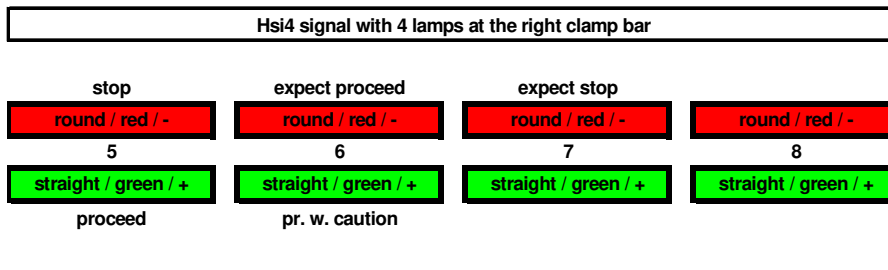 Hsi4 signal with 4 lamps at the right clamp bar
stop expect proceed expect stop
round / red / - round / red / - round / red / - round / red / -
5 6 7 8
straight / green / + straight / green / + straight / green / + straight / green / +
proceed pr. w. caution